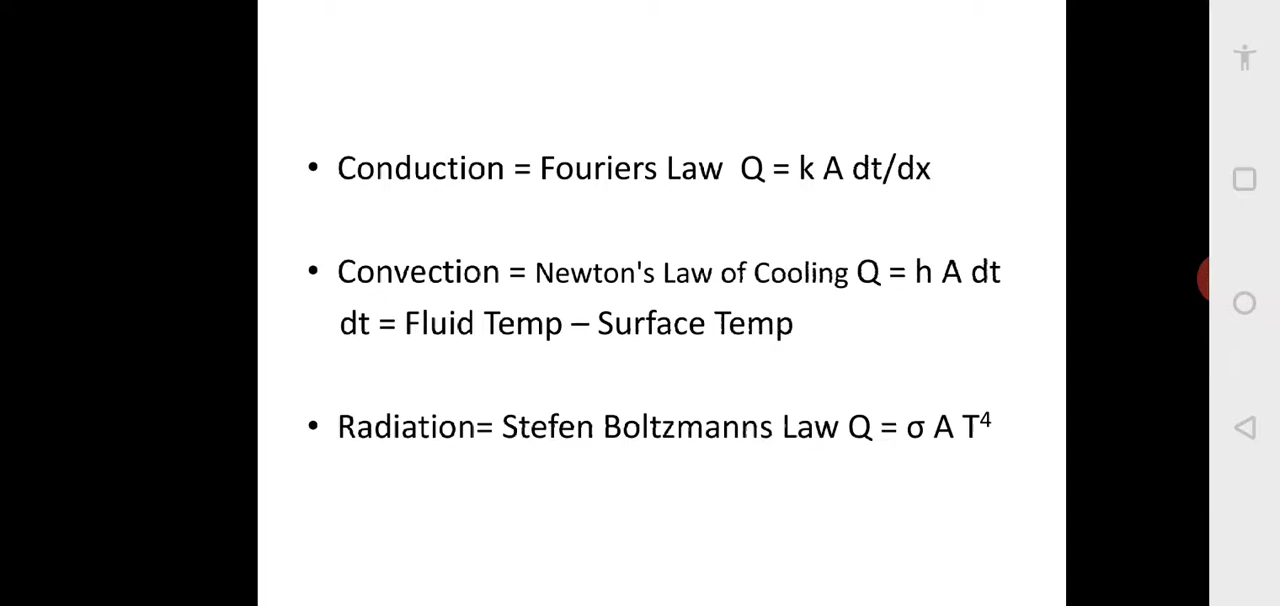 • Conduction = Fouriers Law Q = k A dt/dx
• Convection = Newton's Law of Cooling Q = h A dt
dt = Fluid Temp – Surface Temp
• Radiation= Stefen Boltzmanns Law Q = σ A T⁴